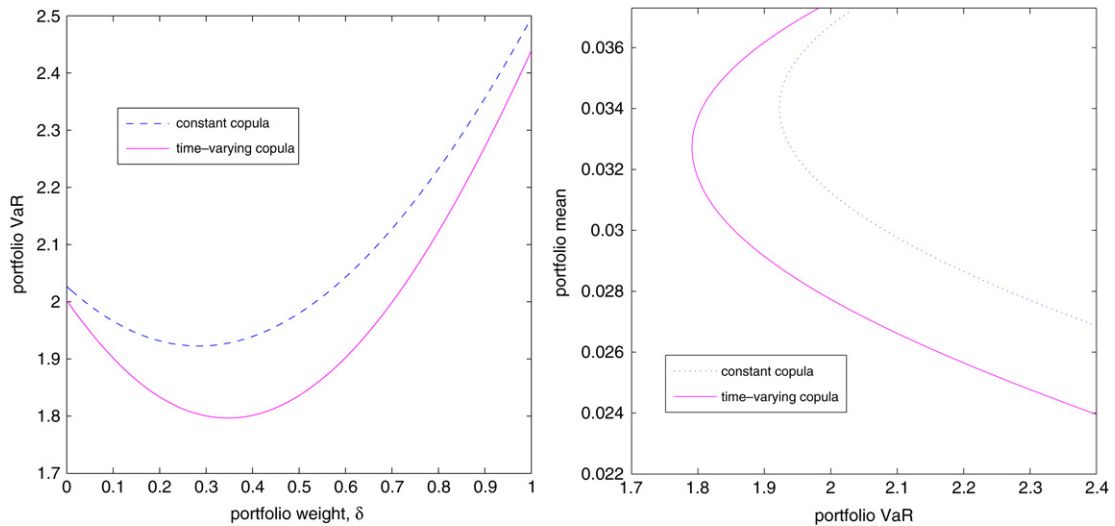 2.5
2.4
2.3
2.2
2.1
2
1.9
1.8
1.7
portfolio VaR
constant copula
time–varying copula
0 0.1 0.2 0.3 0.4 0.5 0.6 0.7 0.8 0.9 1
portfolio weight, δ
0.036
0.034
0.032
0.03
0.028
0.026
0.024
0.022
portfolio mean
constant copula
time–varying copula
1.7 1.8 1.9 2 2.1 2.2 2.3 2.4
portfolio VaR